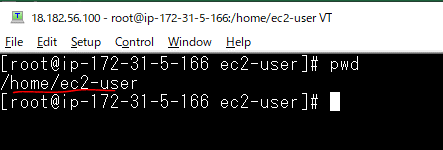 18.182.56.100 - root@ip-172-31-5-166:/home/ec2-user VT
File Setup Control Window Help
[root@ip-172-31-5-166 ec2-user]# pwd
/home/ec2-user
[root@ip-172-31-5-166 ec2-user]#